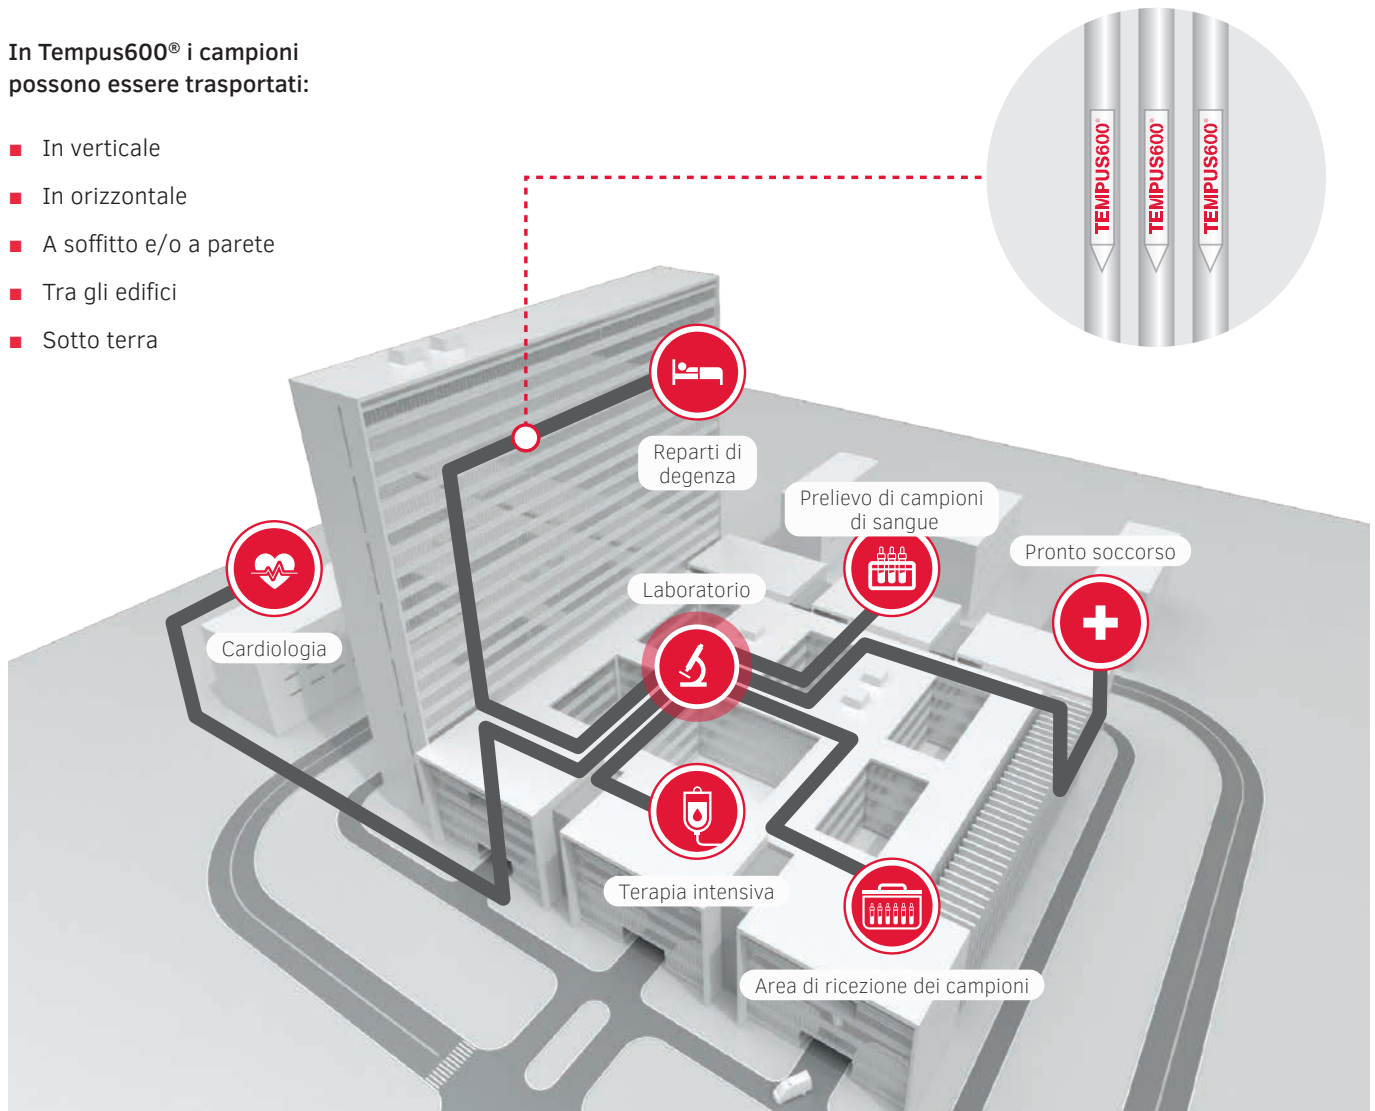 In Tempus600® i campioni
possono essere trasportati:
■ In verticale
■ In orizzontale
■ A soffitto e/o a parete
■ Tra gli edifici
■ Sotto terra
TEMPUS600®
TEMPUS600®
TEMPUS600®
Reparti di
degenza
Prelievo di campioni
di sangue
Pronto soccorso
Laboratorio
Cardiologia
Terapia intensiva
Area di ricezione dei campioni